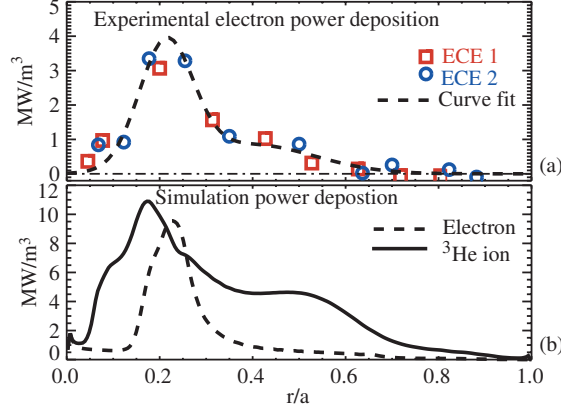 Experimental electron power deposition
5
4
3
2
1
0
MW/m³
ECE 1
ECE 2
Curve fit
(a)
Simulation power depostion
12
10
8
6
4
2
0
MW/m³
Electron
³He ion
(b)
0.0 0.2 0.4 0.6 0.8 1.0
r/a